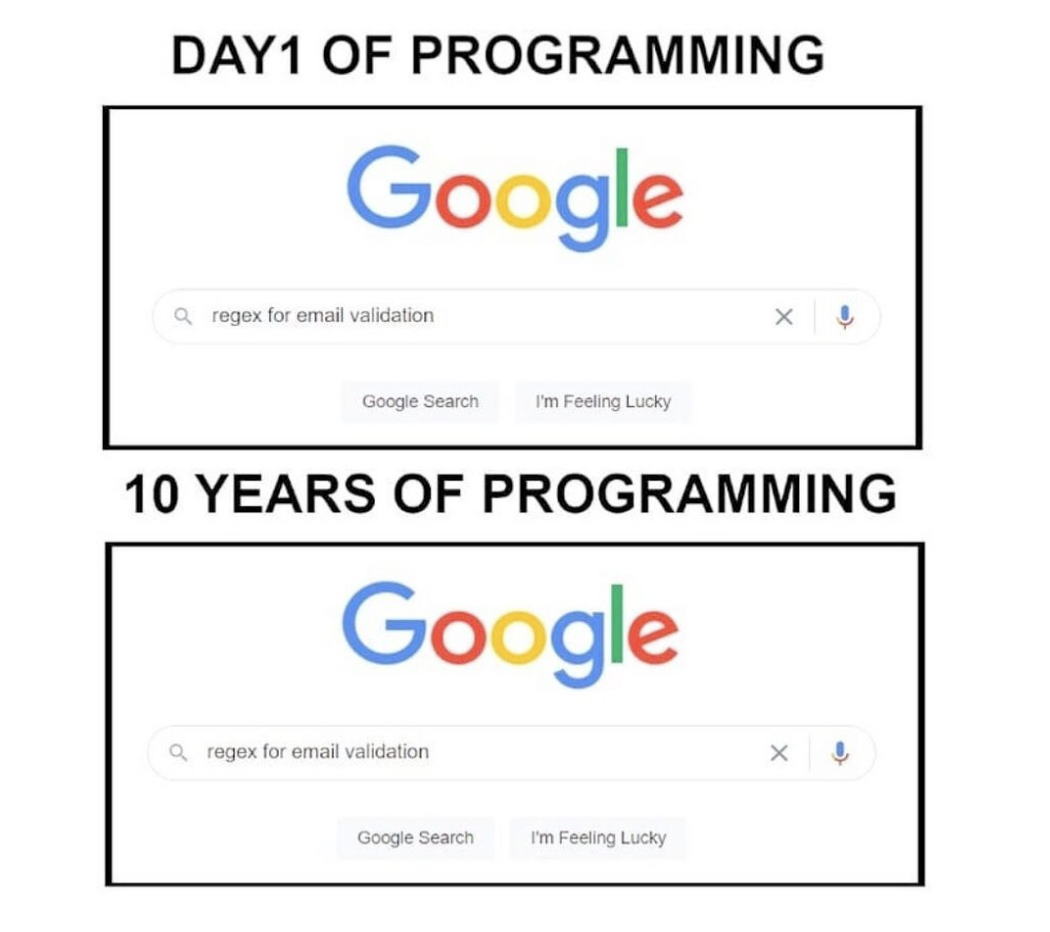 DAY1 OF PROGRAMMING
Google
regex for email validation
Google Search I'm Feeling Lucky
10 YEARS OF PROGRAMMING
Google
regex for email validation
Google Search I'm Feeling Lucky